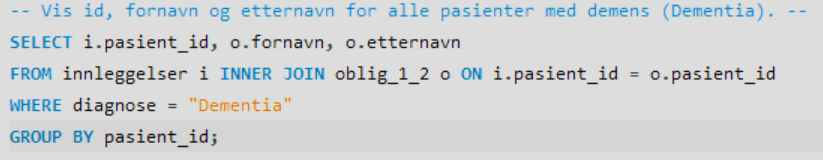 -- Vis id, fornavn og etternavn for alle pasienter med demens (Dementia). --
SELECT i.pasient_id, o.fornavn, o.etternavn
FROM innleggelser i INNER JOIN oblig_1_2 o ON i.pasient_id = o.pasient_id
WHERE diagnose = "Dementia"
GROUP BY pasient_id;